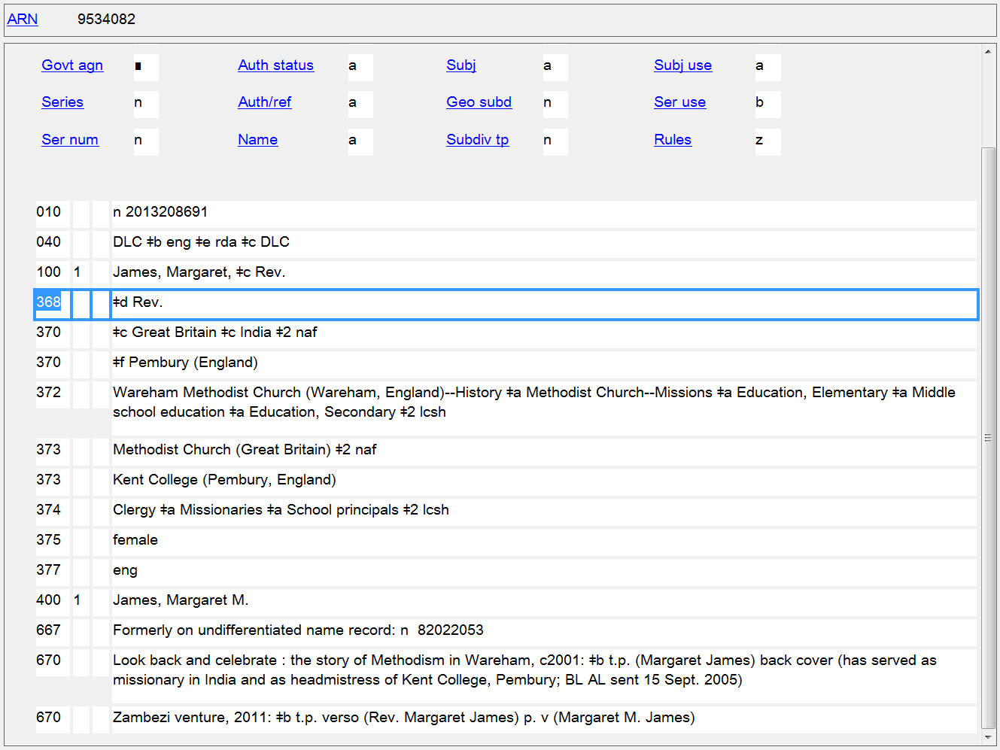 ARN 9534082
Govt agn ■ Auth status a Subj a Subj use a
Series n Auth/ref a Geo subd n Ser use b
Ser num n Name a Subdiv tp n Rules z
010 n 2013208691
040 DLC ǂb eng ǂe rda ǂc DLC
100 1 James, Margaret, ǂc Rev.
368 ǂd Rev.
370 ǂc Great Britain ǂc India ǂ2 naf
370 ǂf Pembury (England)
372 Wareham Methodist Church (Wareham, England)--History ǂa Methodist Church--Missions ǂa Education, Elementary ǂa Middle
school education ǂa Education, Secondary ǂ2 lcsh
373 Methodist Church (Great Britain) ǂ2 naf
373 Kent College (Pembury, England)
374 Clergy ǂa Missionaries ǂa School principals ǂ2 lcsh
375 female
377 eng
400 1 James, Margaret M.
667 Formerly on undifferentiated name record: n  82022053
670 Look back and celebrate : the story of Methodism in Wareham, c2001: ǂb t.p. (Margaret James) back cover (has served as
missionary in India and as headmistress of Kent College, Pembury; BL AL sent 15 Sept. 2005)
670 Zambezi venture, 2011: ǂb t.p. verso (Rev. Margaret James) p. v (Margaret M. James)